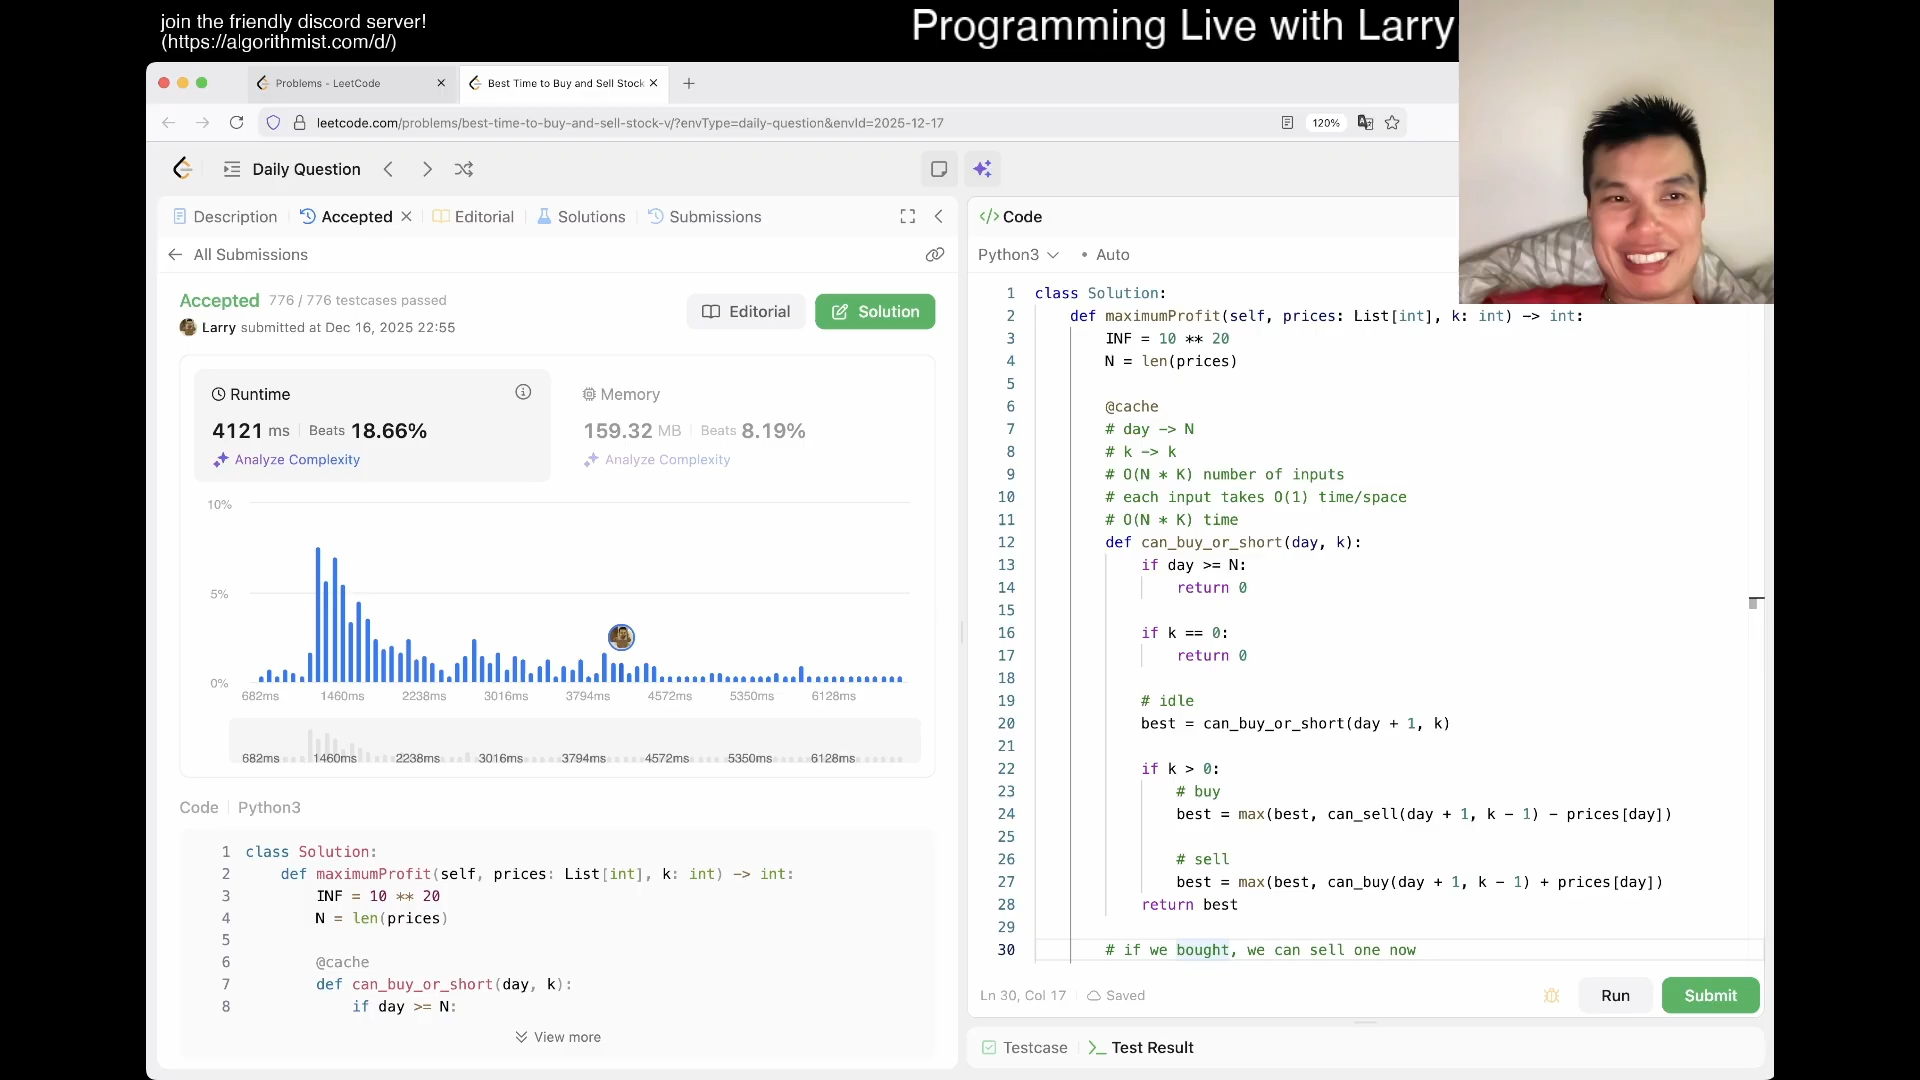 join the friendly discord server!
(https://algorithmist.com/d/)
Programming Live with Larry
Problems - LeetCode
Best Time to Buy and Sell Stock
leetcode.com/problems/best-time-to-buy-and-sell-stock-v/?envType=daily-question&envId=2025-12-17
120%
Daily Question
Description
Accepted
Editorial
Solutions
Submissions
All Submissions
Accepted 776 / 776 testcases passed
Larry submitted at Dec 16, 2025 22:55
Editorial
Solution
Runtime
4121 ms Beats 18.66%
Analyze Complexity
Memory
159.32 MB Beats 8.19%
Analyze Complexity
10%
5%
0%
682ms 1460ms 2238ms 3016ms 3794ms 4572ms 5350ms 6128ms
682ms 1460ms 2238ms 3016ms 3794ms 4572ms 5350ms 6128ms
Code Python3
1 class Solution:
2 def maximumProfit(self, prices: List[int], k: int) -> int:
3 INF = 10 ** 20
4 N = len(prices)
5
6 @cache
7 def can_buy_or_short(day, k):
8 if day >= N:
View more
</> Code
Python3 • Auto
1 class Solution:
2 def maximumProfit(self, prices: List[int], k: int) -> int:
3 INF = 10 ** 20
4 N = len(prices)
5
6 @cache
7 # day -> N
8 # k -> k
9 # O(N * K) number of inputs
10 # each input takes O(1) time/space
11 # O(N * K) time
12 def can_buy_or_short(day, k):
13 if day >= N:
14 return 0
15
16 if k == 0:
17 return 0
18
19 # idle
20 best = can_buy_or_short(day + 1, k)
21
22 if k > 0:
23 # buy
24 best = max(best, can_sell(day + 1, k - 1) - prices[day])
25
26 # sell
27 best = max(best, can_buy(day + 1, k - 1) + prices[day])
28 return best
29
30 # if we bought, we can sell one now
Ln 30, Col 17 Saved
Run
Submit
Testcase
Test Result